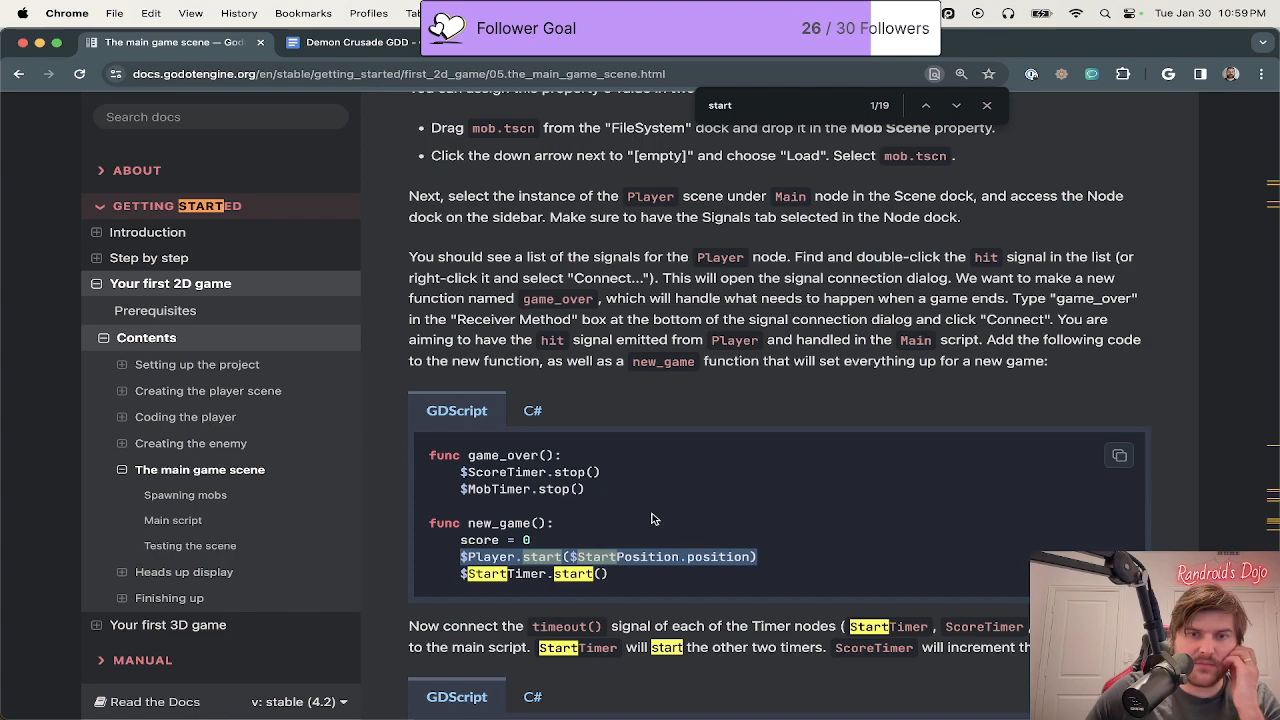 Chrome File Edit View History Bookmarks Profiles
Follower Goal 26 / 30 Followers
Tue Jan 30 10:59 PM
The main game scene — God
Demon Crusade GDD
docs.godotengine.org/en/stable/getting_started/first_2d_game/05.the_main_game_scene.html
start 1/19
Search docs
ABOUT
GETTING STARTED
Introduction
Step by step
Your first 2D game
Prerequisites
Contents
Setting up the project
Creating the player scene
Coding the player
Creating the enemy
The main game scene
Spawning mobs
Main script
Testing the scene
Heads up display
Finishing up
Your first 3D game
MANUAL
Read the Docs v: stable (4.2)
You can assign this property's value in two
• Drag mob.tscn from the "FileSystem" dock and drop it in the Mob Scene property.
• Click the down arrow next to "[empty]" and choose "Load". Select mob.tscn.
Next, select the instance of the Player scene under Main node in the Scene dock, and access the Node
dock on the sidebar. Make sure to have the Signals tab selected in the Node dock.
You should see a list of the signals for the Player node. Find and double-click the hit signal in the list (or
right-click it and select "Connect..."). This will open the signal connection dialog. We want to make a new
function named game_over, which will handle what needs to happen when a game ends. Type "game_over"
in the "Receiver Method" box at the bottom of the signal connection dialog and click "Connect". You are
aiming to have the hit signal emitted from Player and handled in the Main script. Add the following code
to the new function, as well as a new_game function that will set everything up for a new game:
GDScript C#
func game_over():
$ScoreTimer.stop()
$MobTimer.stop()
func new_game():
score = 0
$Player.start($StartPosition.position)
$StartTimer.start()
Now connect the timeout() signal of each of the Timer nodes ( StartTimer , ScoreTimer ,
to the main script. StartTimer will start the other two timers. ScoreTimer will increment th
GDScript C#
Randroid's Dojo